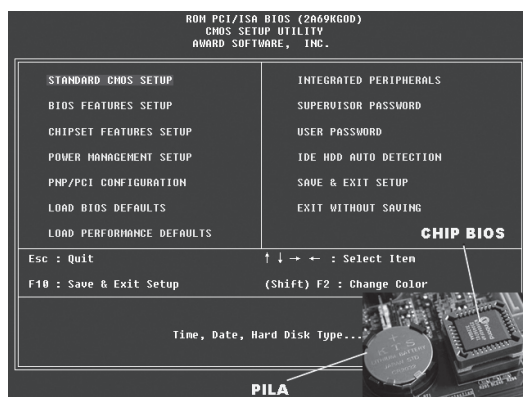 ROM PCI/ISA BIOS (2A69KGOD)
CMOS SETUP UTILITY
AWARD SOFTWARE, INC.
STANDARD CMOS SETUP
BIOS FEATURES SETUP
CHIPSET FEATURES SETUP
POWER MANAGEMENT SETUP
PNP/PCI CONFIGURATION
LOAD BIOS DEFAULTS
LOAD PERFORMANCE DEFAULTS
INTEGRATED PERIPHERALS
SUPERVISOR PASSWORD
USER PASSWORD
IDE HDD AUTO DETECTION
SAVE & EXIT SETUP
EXIT WITHOUT SAVING
CHIP BIOS
Esc : Quit
↑ ↓ → ← : Select Item
F10 : Save & Exit Setup
(Shift) F2 : Change Color
Time, Date, Hard Disk Type...
KTS
PILA